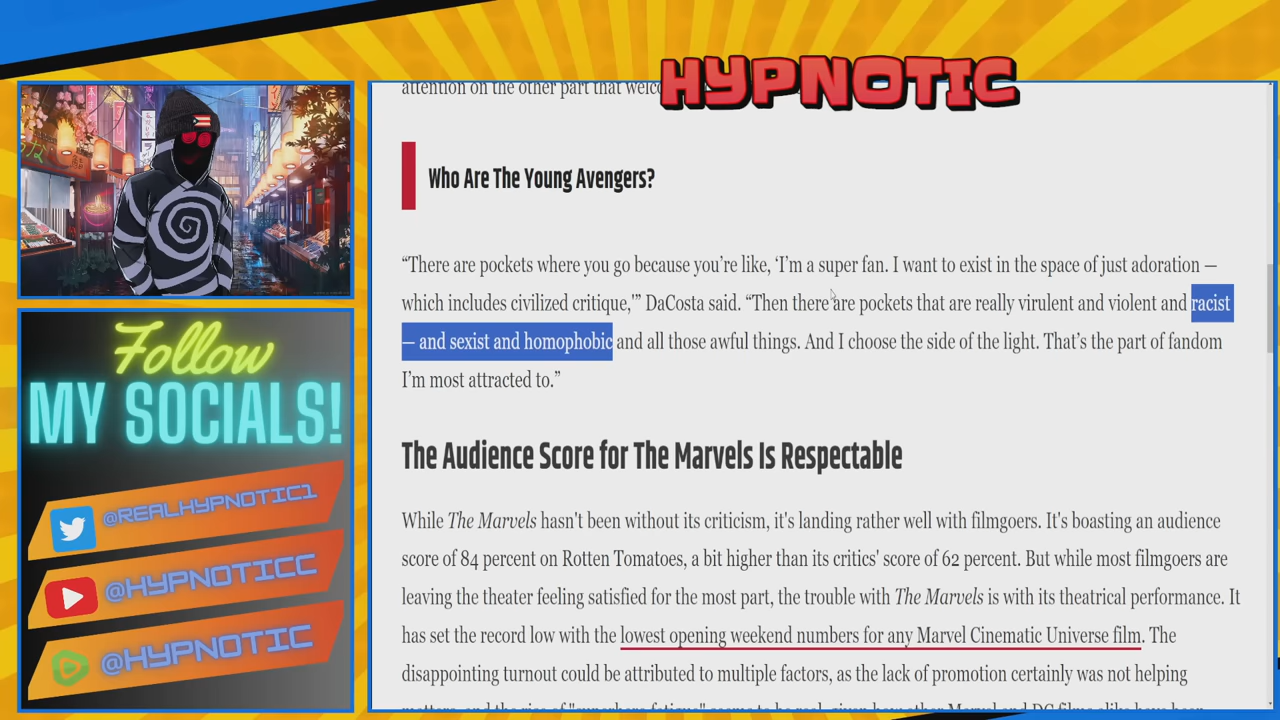 HYPNOTIC
attention on the other part that
Who Are The Young Avengers?
“There are pockets where you go because you’re like, ‘I’m a super fan. I want to exist in the space of just adoration —
which includes civilized critique,'” DaCosta said. “Then there are pockets that are really virulent and violent and racist
— and sexist and homophobic and all those awful things. And I choose the side of the light. That’s the part of fandom
I’m most attracted to.”
The Audience Score for The Marvels Is Respectable
While The Marvels hasn't been without its criticism, it's landing rather well with filmgoers. It's boasting an audience
score of 84 percent on Rotten Tomatoes, a bit higher than its critics' score of 62 percent. But while most filmgoers are
leaving the theater feeling satisfied for the most part, the trouble with The Marvels is with its theatrical performance. It
has set the record low with the lowest opening weekend numbers for any Marvel Cinematic Universe film. The
disappointing turnout could be attributed to multiple factors, as the lack of promotion certainly was not helping
Follow
MY SOCIALS!
@REALHYPNOTIC1
@HYPNOTICC
@HYPNOTIC